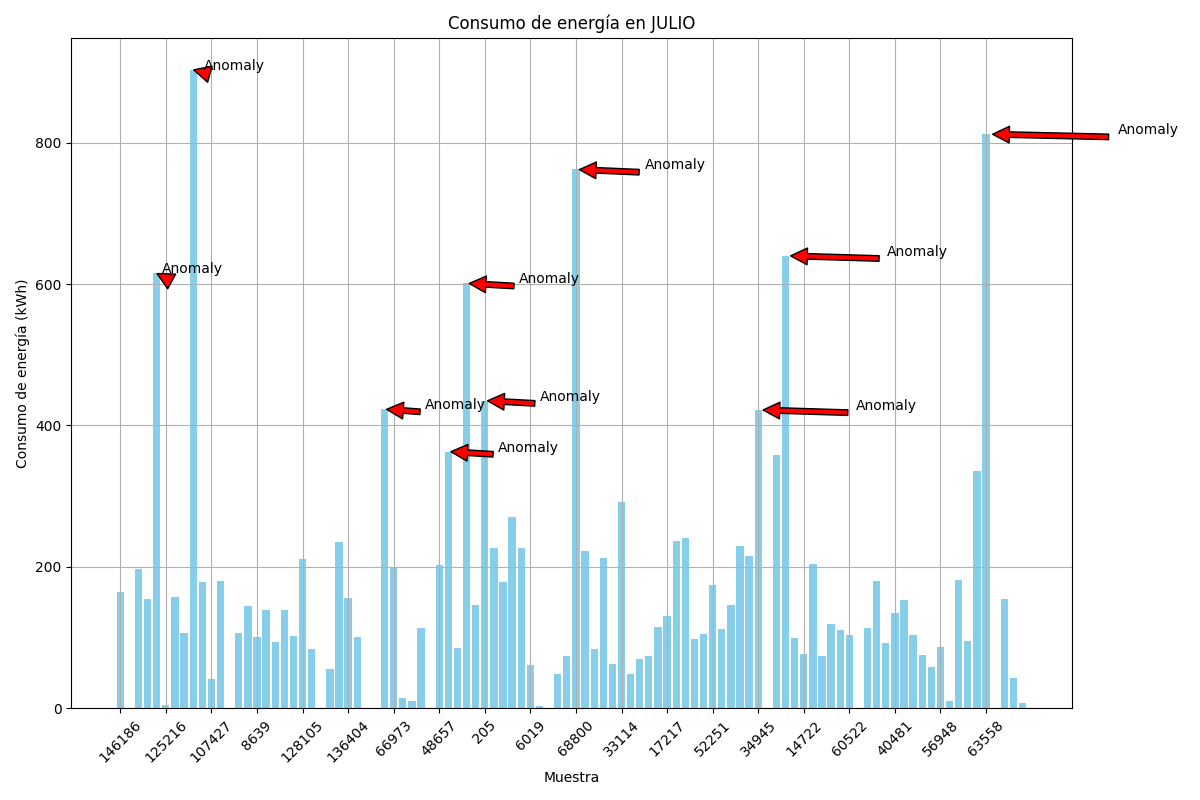 Consumo de energía en JULIO
Anomaly
Anomaly
Anomaly
Anomaly
Anomaly
Anomaly
Anomaly
Anomaly
Anomaly
Anomaly
Consumo de energía (kWh)
800
600
400
200
0
146186 125216 107427 8639 128105 136404 66973 48657 205 6019 68800 33114 17217 52251 34945 14722 60522 40481 56948 63558
Muestra